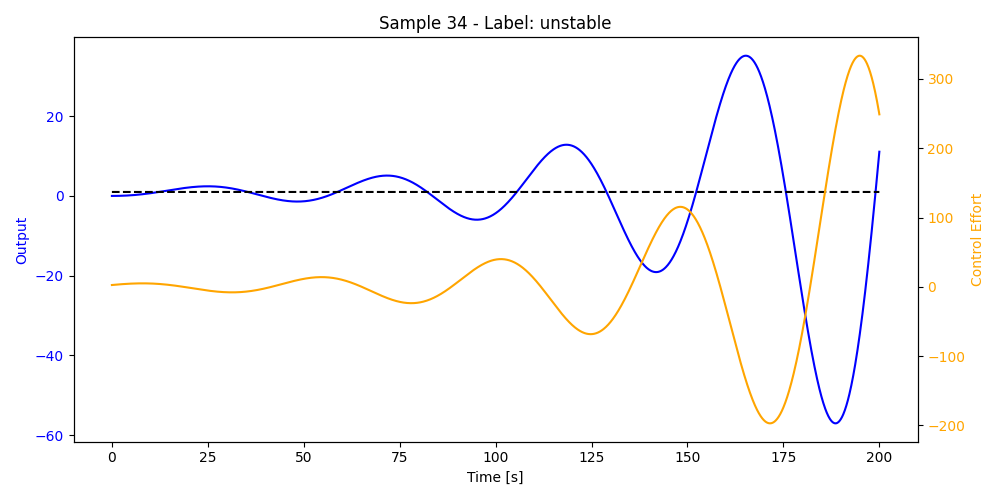 Sample 34 - Label: unstable
20
0
−20
−40
−60
Output
300
200
100
0
−100
−200
Control Effort
0 25 50 75 100 125 150 175 200
Time [s]